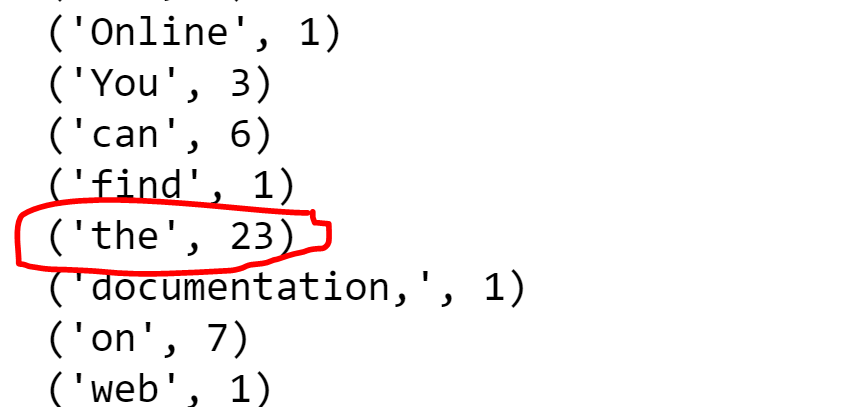 ('Online', 1)
('You', 3)
('can', 6)
('find', 1)
('the', 23)
('documentation,', 1)
('on', 7)
('web', 1)